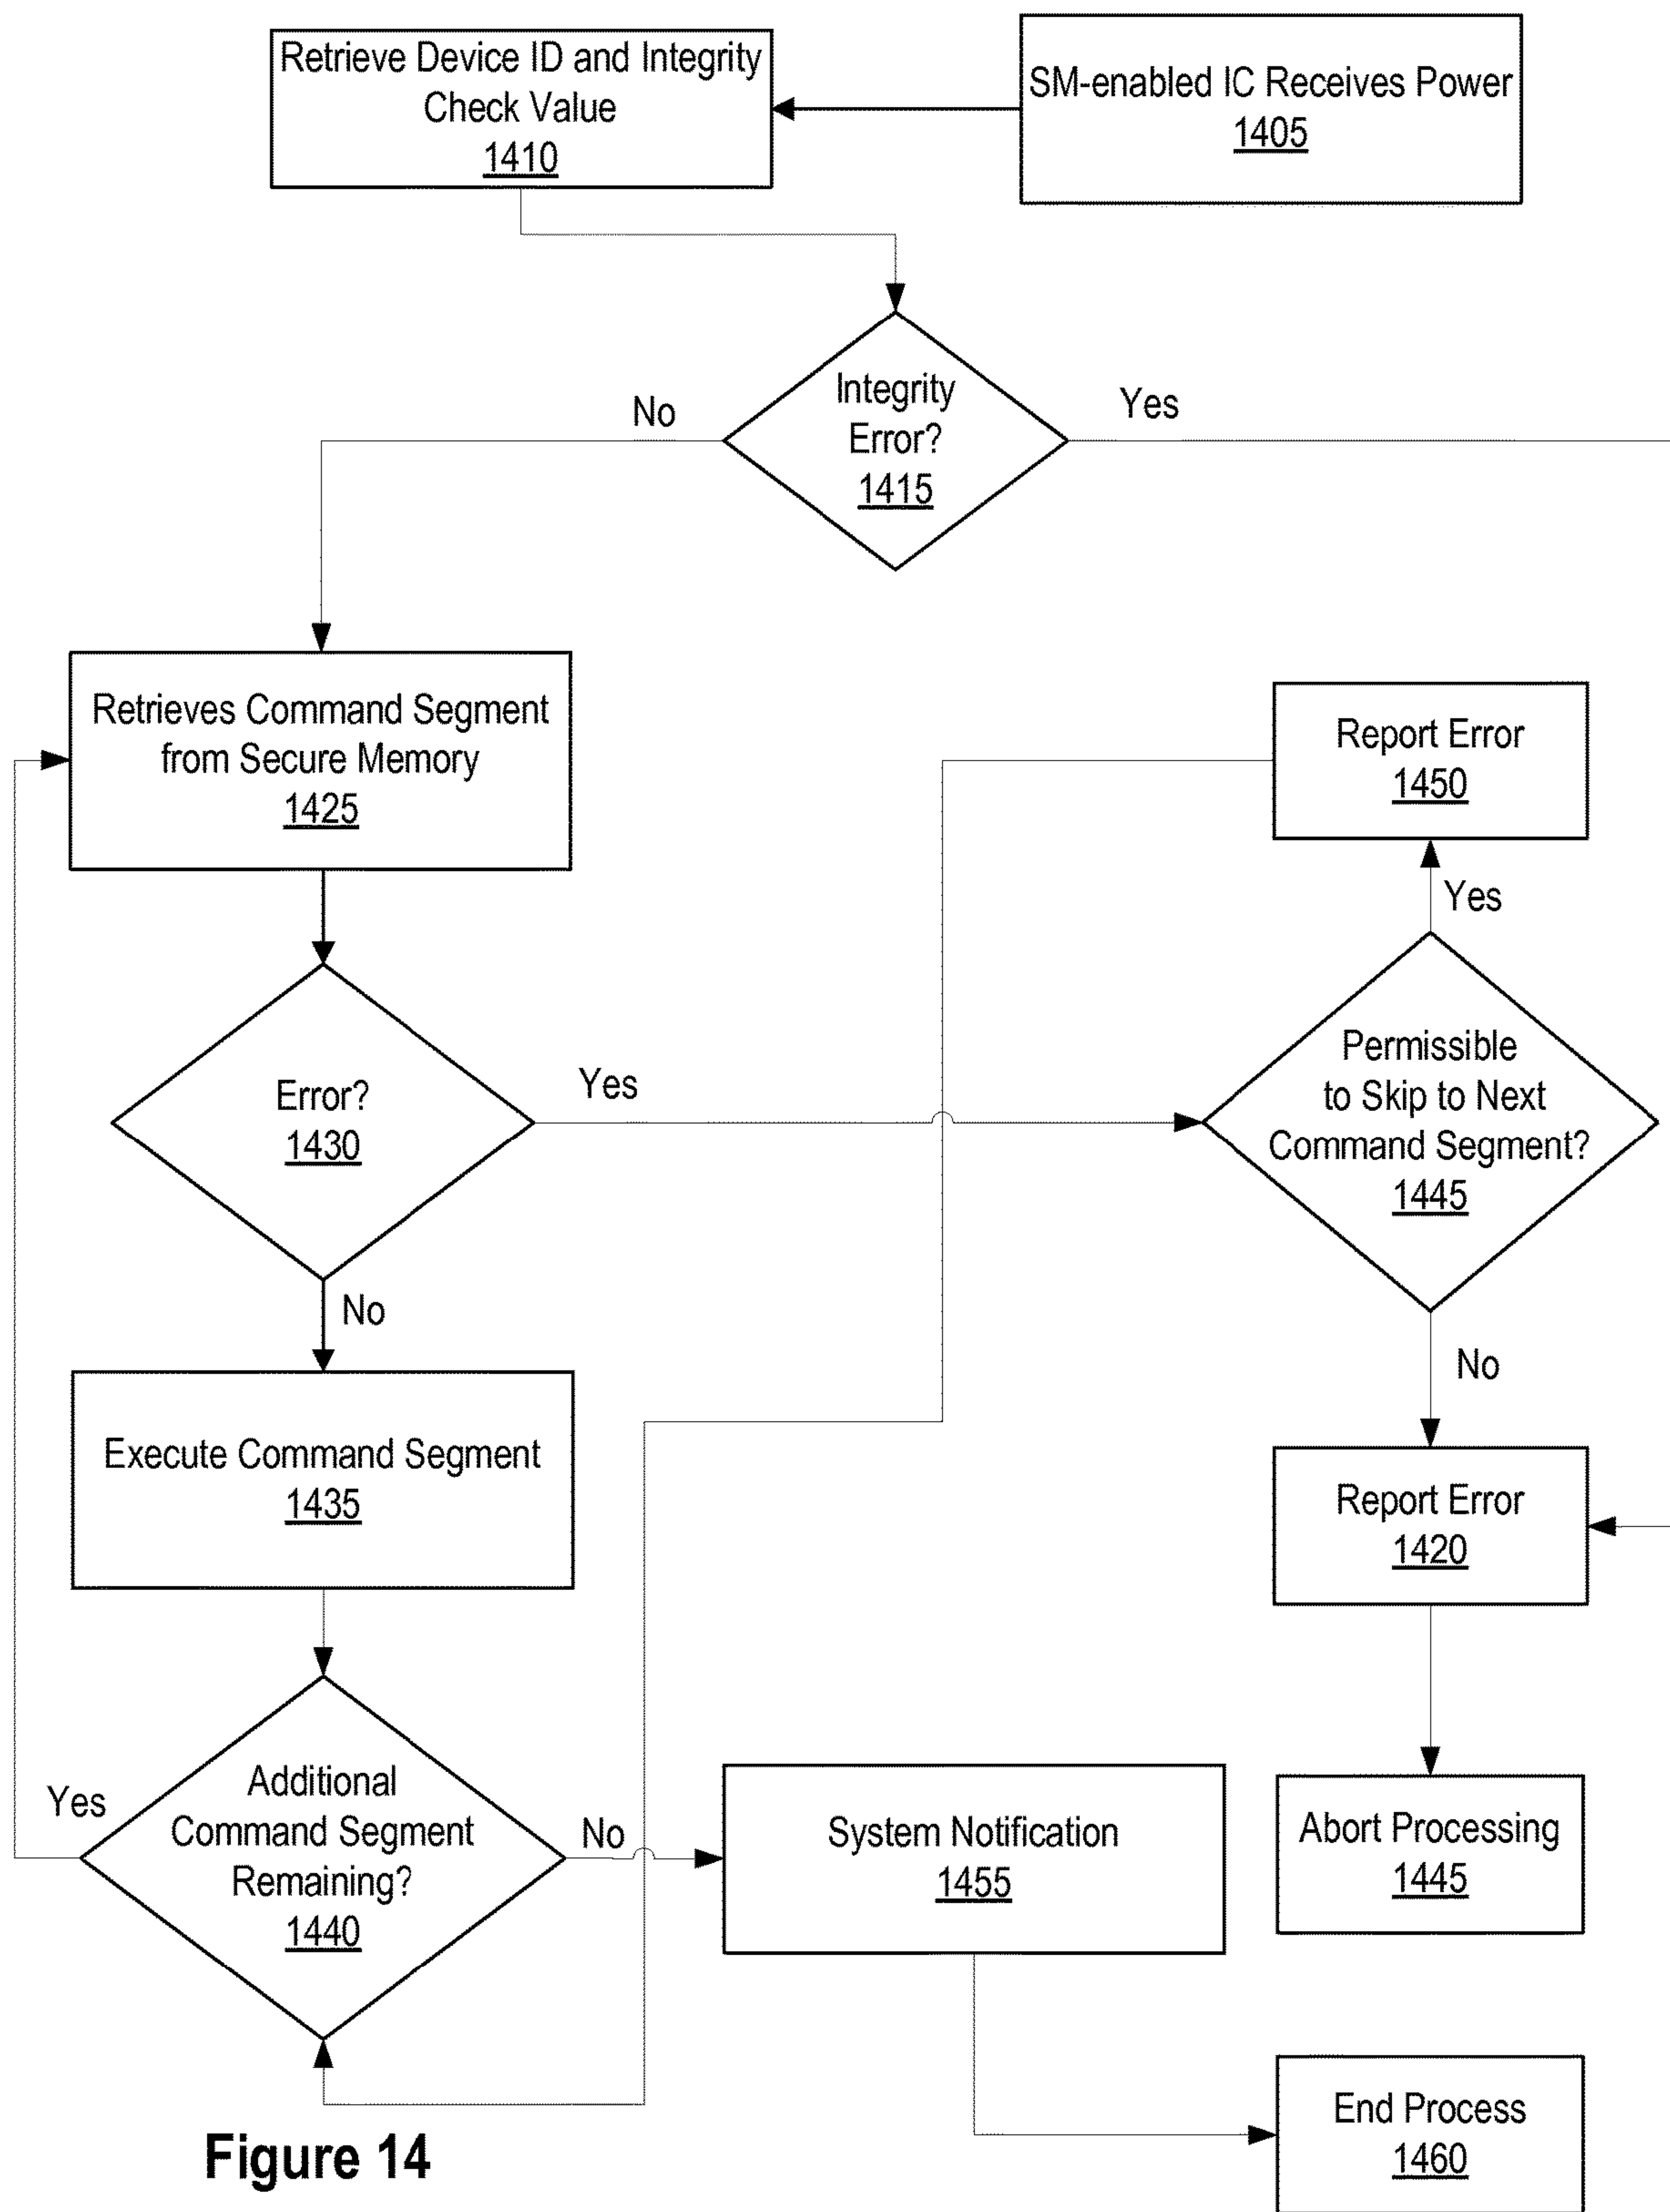 Retrieve Device ID and Integrity
Check Value
1410
SM-enabled IC Receives Power
1405
Integrity
Error?
1415
No
Yes
Retrieves Command Segment
from Secure Memory
1425
Report Error
1450
Yes
Error?
1430
Yes
Permissible
to Skip to Next
Command Segment?
1445
No
No
Execute Command Segment
1435
Report Error
1420
Additional
Command Segment
Remaining?
1440
Yes
No
System Notification
1455
Abort Processing
1445
End Process
1460
Figure 14